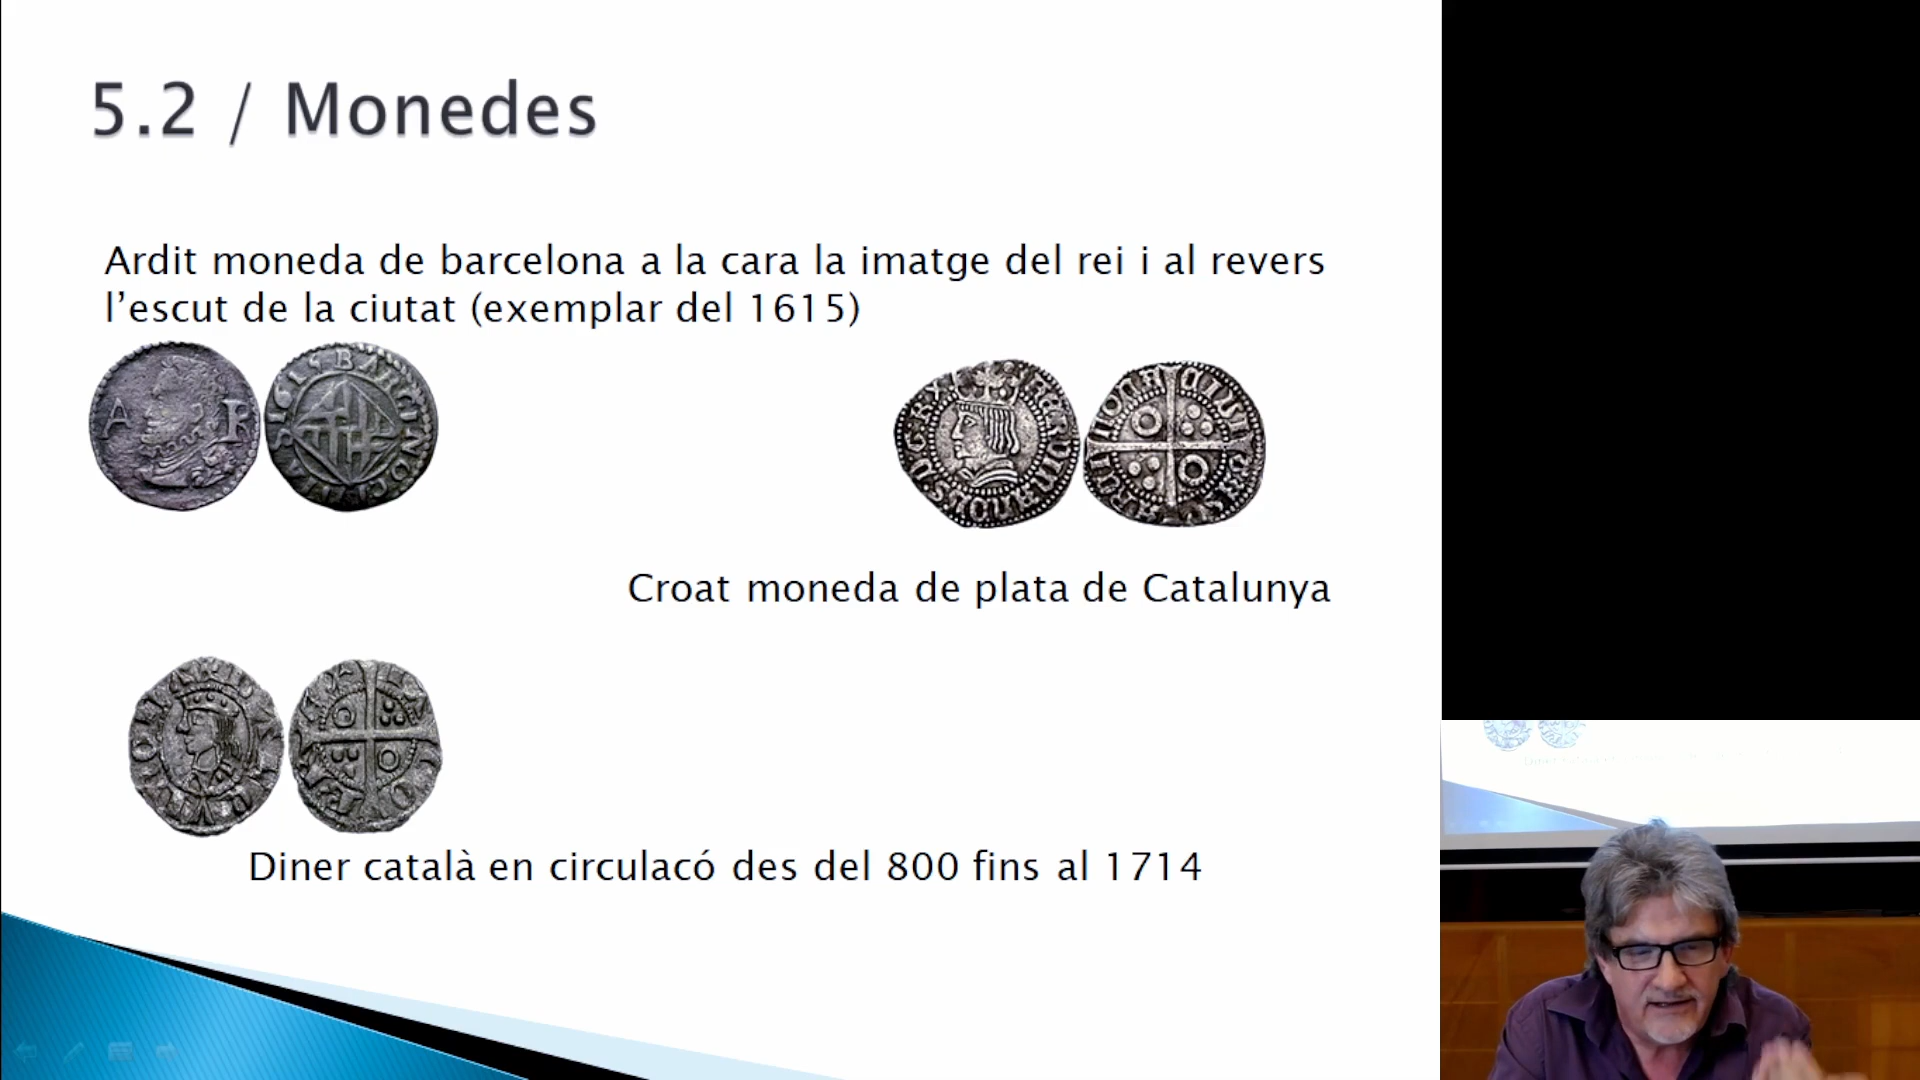 5.2 / Monedes
Ardit moneda de barcelona a la cara la imatge del rei i al revers
l’escut de la ciutat (exemplar del 1615)
A R
Croat moneda de plata de Catalunya
Diner català en circulacó des del 800 fins al 1714